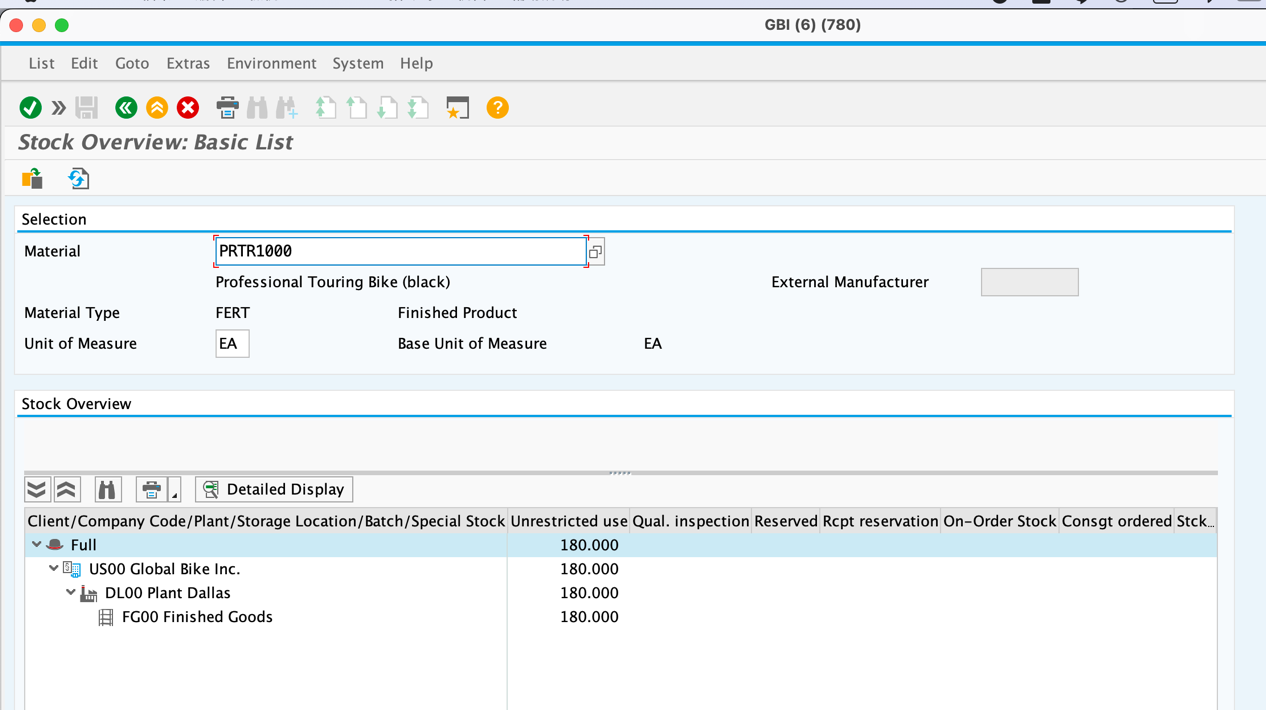 GBI (6) (780)
List Edit Goto Extras Environment System Help
Stock Overview: Basic List
Selection
Material PRTR1000
Professional Touring Bike (black) External Manufacturer
Material Type FERT Finished Product
Unit of Measure EA Base Unit of Measure EA
Stock Overview
Detailed Display
Client/Company Code/Plant/Storage Location/Batch/Special Stock Unrestricted use Qual. inspection Reserved Rcpt reservation On-Order Stock Consgt ordered Stck...
Full 180.000
US00 Global Bike Inc. 180.000
DL00 Plant Dallas 180.000
FG00 Finished Goods 180.000